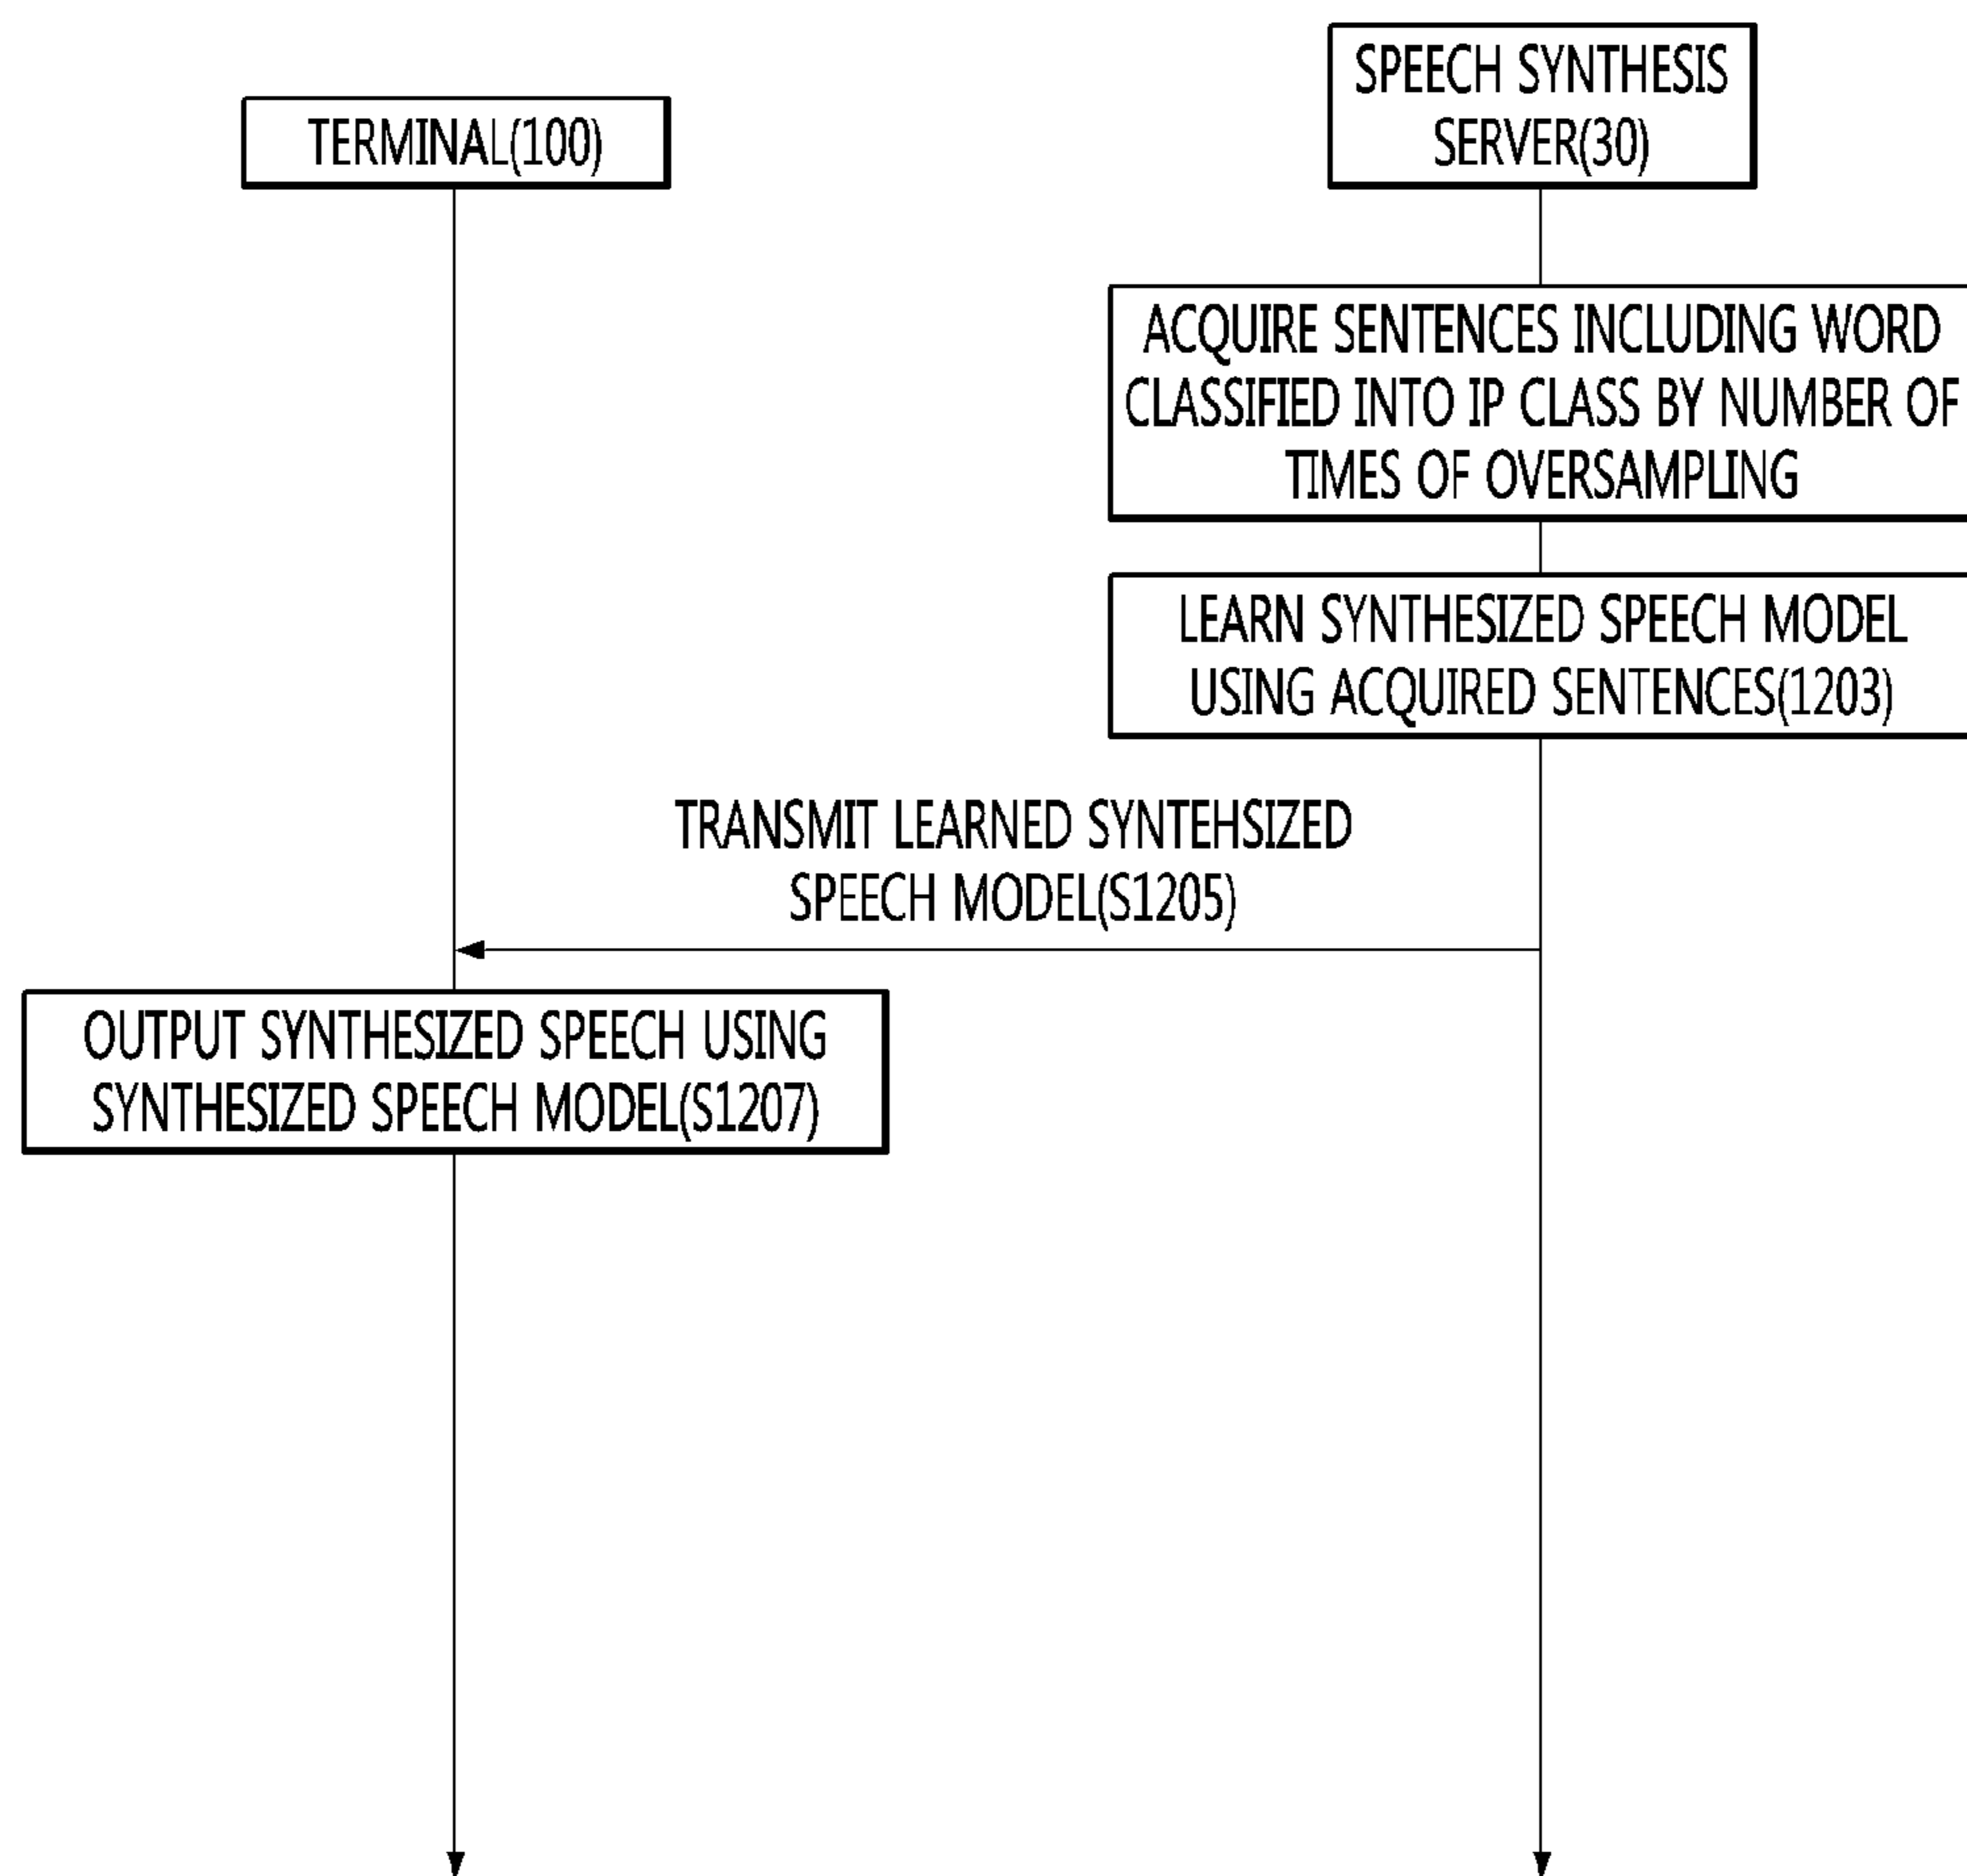 TERMINAL(100)
SPEECH SYNTHESIS
SERVER(30)
ACQUIRE SENTENCES INCLUDING WORD
CLASSIFIED INTO IP CLASS BY NUMBER OF
TIMES OF OVERSAMPLING
LEARN SYNTHESIZED SPEECH MODEL
USING ACQUIRED SENTENCES(1203)
TRANSMIT LEARNED SYNTEHSIZED
SPEECH MODEL(S1205)
OUTPUT SYNTHESIZED SPEECH USING
SYNTHESIZED SPEECH MODEL(S1207)